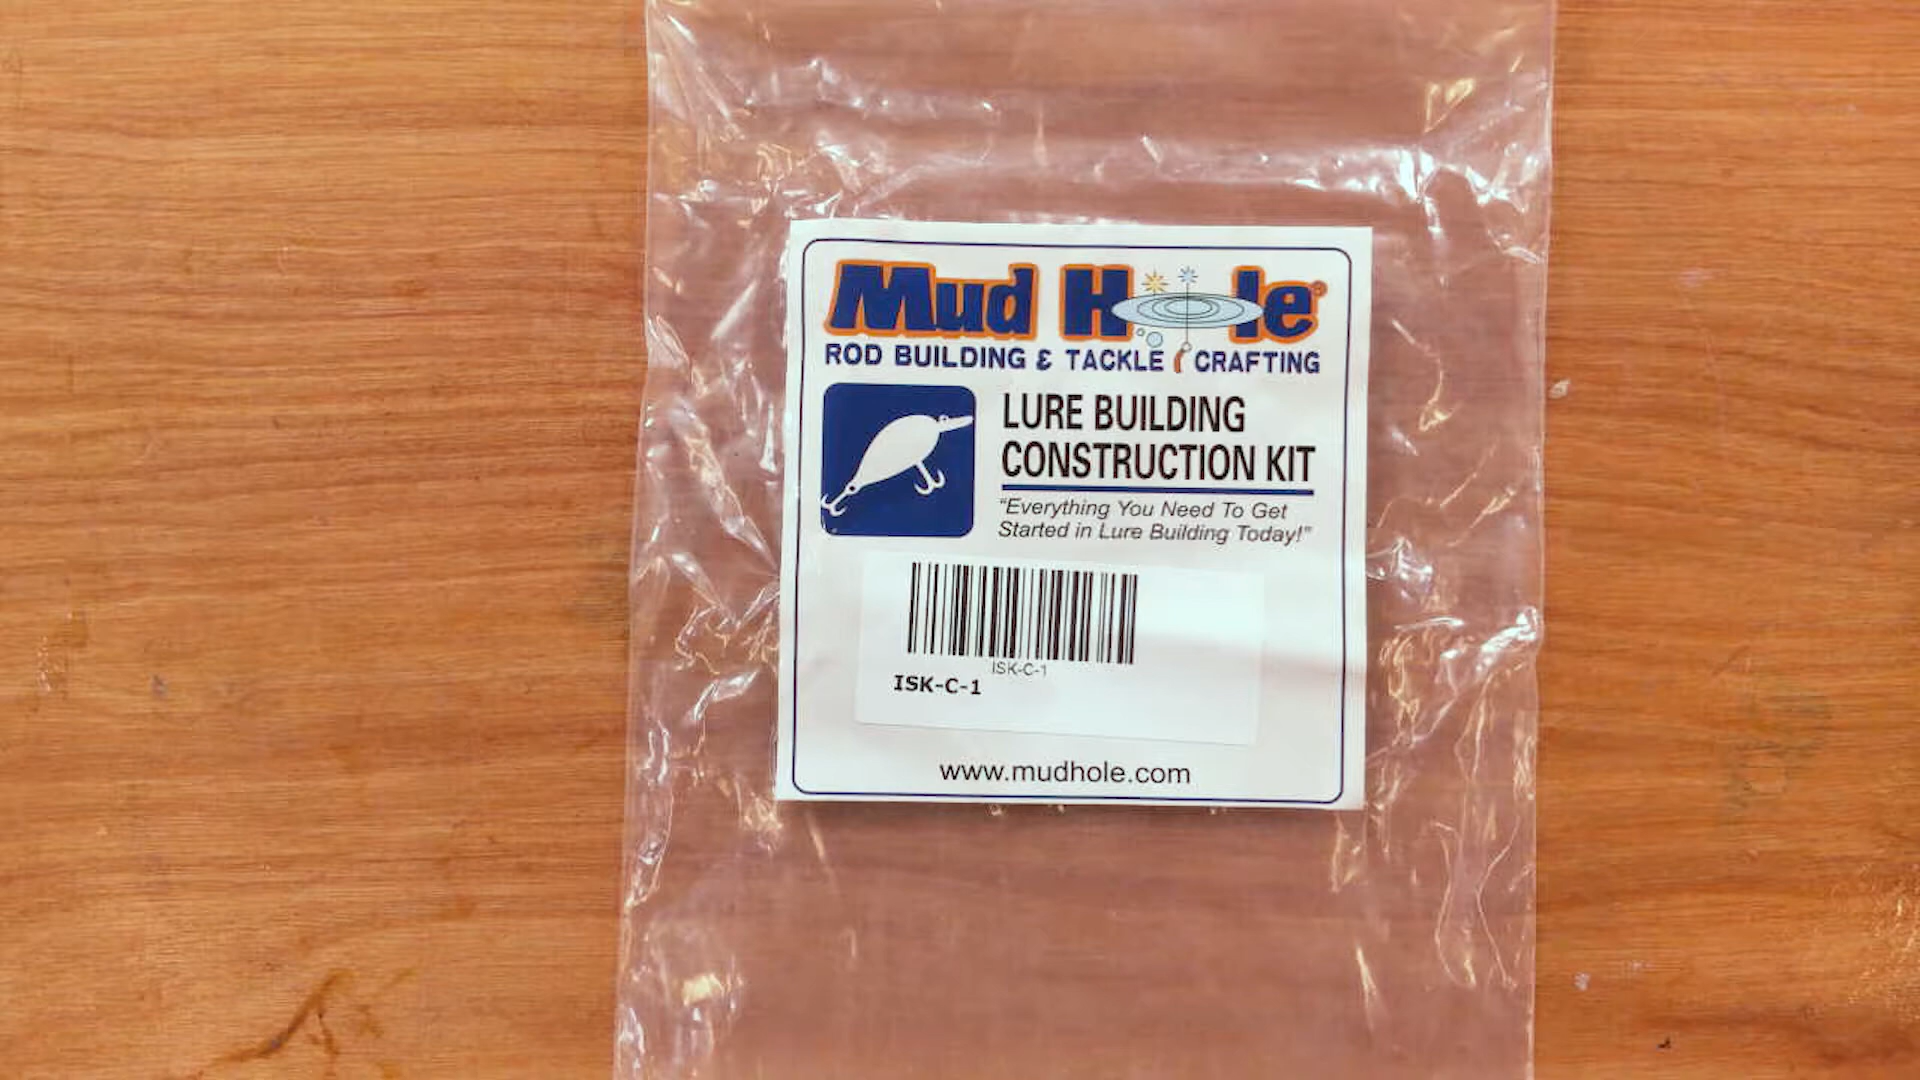 Mud Hole®
ROD BUILDING & TACKLE CRAFTING
LURE BUILDING
CONSTRUCTION KIT
“Everything You Need To Get
Started in Lure Building Today!”
ISK-C-1
ISK-C-1
www.mudhole.com